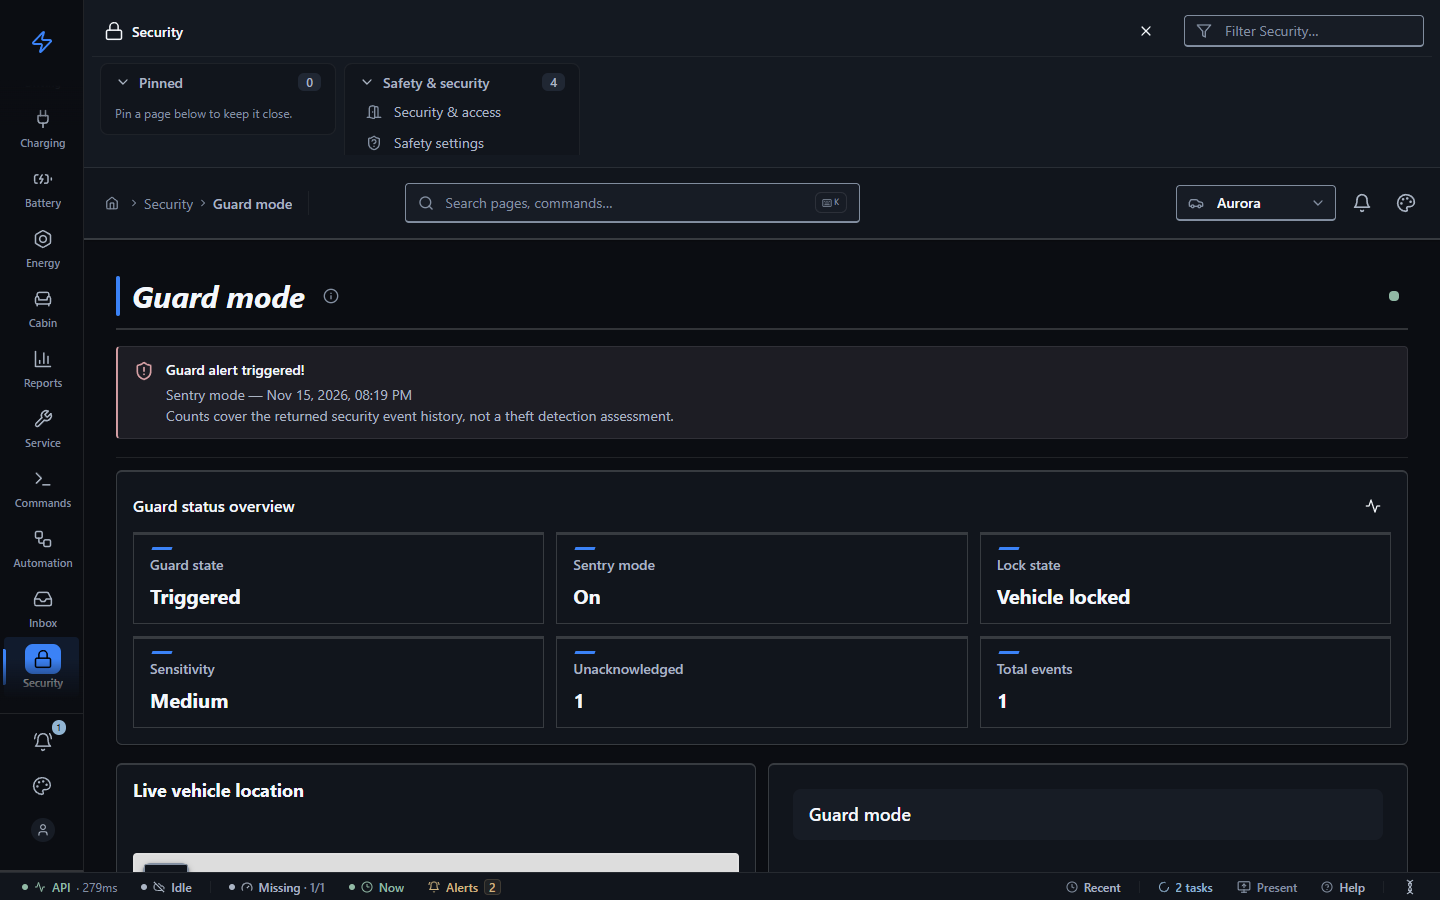 Security
Filter Security...
Pinned
0
Pin a page below to keep it close.
Safety & security
4
Security & access
Safety settings
Charging
Battery
Energy
Cabin
Reports
Service
Commands
Automation
Inbox
Security
1
Security
Guard mode
Search pages, commands...
K
Aurora
Guard mode
Guard alert triggered!
Sentry mode — Nov 15, 2026, 08:19 PM
Counts cover the returned security event history, not a theft detection assessment.
Guard status overview
Guard state
Triggered
Sentry mode
On
Lock state
Vehicle locked
Sensitivity
Medium
Unacknowledged
1
Total events
1
Live vehicle location
Guard mode
API · 279ms
Idle
Missing · 1/1
Now
Alerts 2
Recent
2 tasks
Present
Help